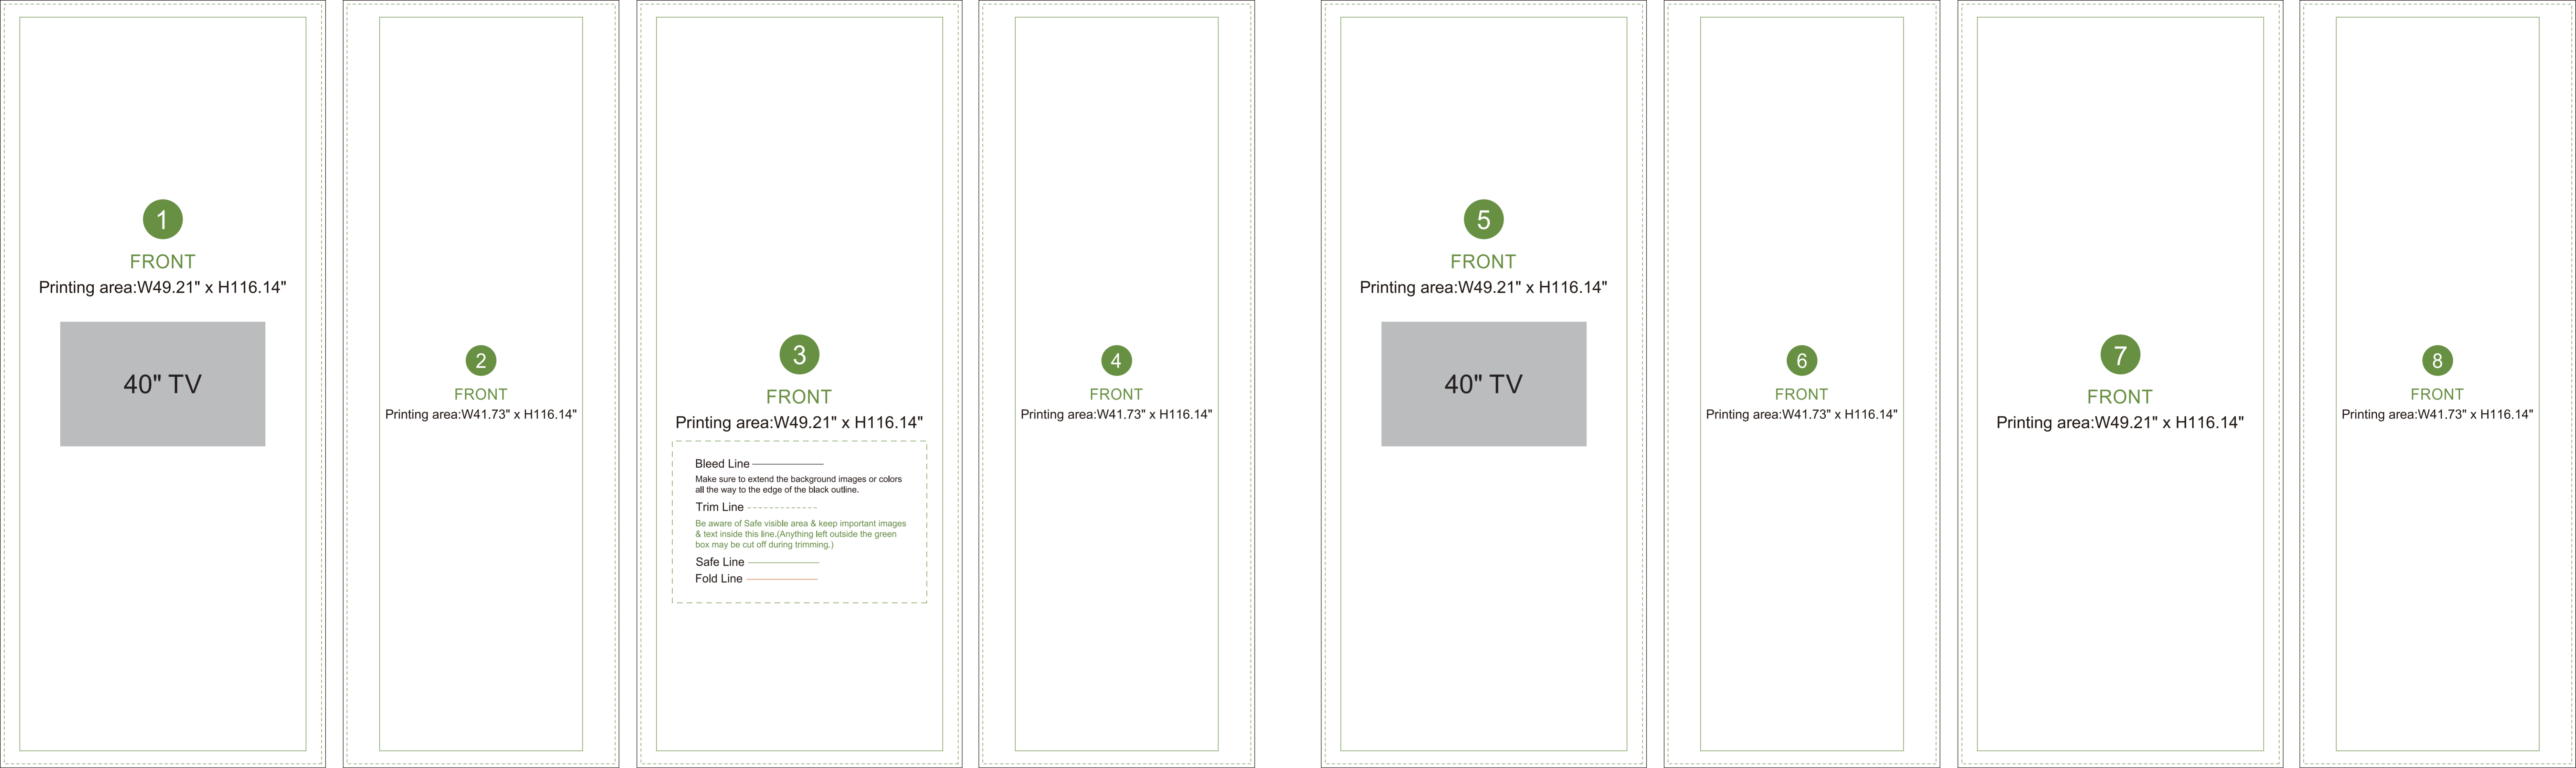 1
FRONT
Printing area:W49.21" x H116.14"
40" TV
2
FRONT
Printing area:W41.73" x H116.14"
3
FRONT
Printing area:W49.21" x H116.14"
Bleed Line
Make sure to extend the background images or colors
all the way to the edge of the black outline.
Trim Line
Be aware of Safe visible area & keep important images
& text inside this line.(Anything left outside the green
box may be cut off during trimming.)
Safe Line
Fold Line
4
FRONT
Printing area:W41.73" x H116.14"
5
FRONT
Printing area:W49.21" x H116.14"
40" TV
6
FRONT
Printing area:W41.73" x H116.14"
7
FRONT
Printing area:W49.21" x H116.14"
8
FRONT
Printing area:W41.73" x H116.14"